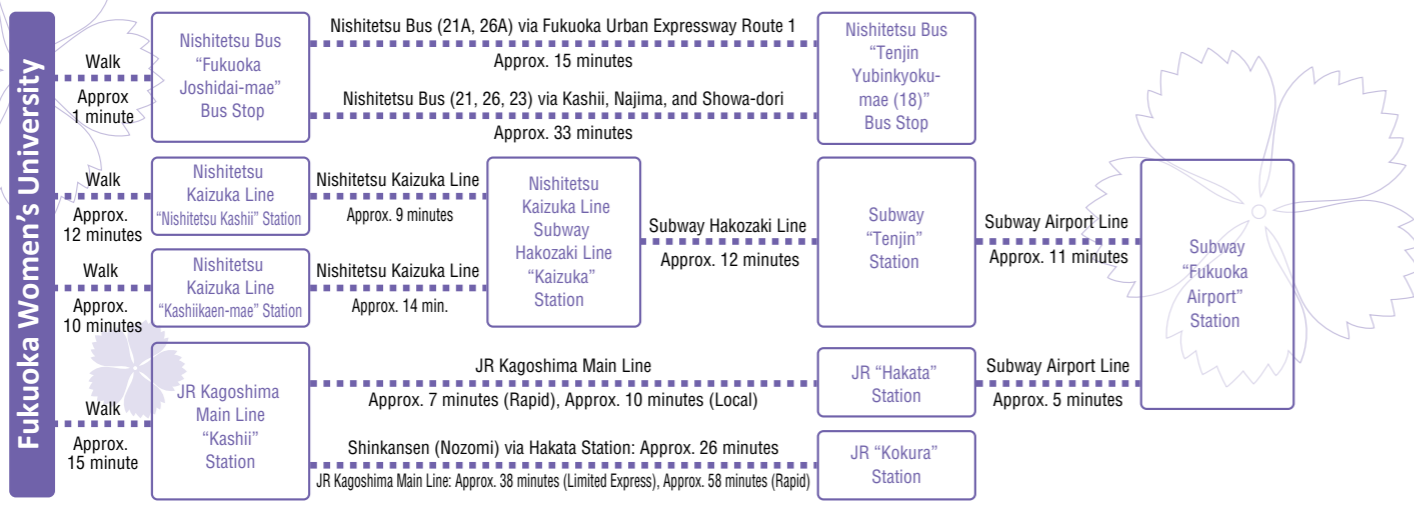 Fukuoka Women's University
Walk
Approx
1 minute
Nishitetsu Bus
“Fukuoka
Joshidai-mae”
Bus Stop
Nishitetsu Bus (21A, 26A) via Fukuoka Urban Expressway Route 1
Approx. 15 minutes
Nishitetsu Bus (21, 26, 23) via Kashii, Najima, and Showa-dori
Approx. 33 minutes
Nishitetsu Bus
“Tenjin
Yubinkyoku-
mae (18)”
Bus Stop
Walk
Approx.
12 minutes
Nishitetsu
Kaizuka Line
“Nishitetsu Kashii” Station
Nishitetsu Kaizuka Line
Approx. 9 minutes
Walk
Approx.
10 minutes
Nishitetsu
Kaizuka Line
“Kashiikaen-mae” Station
Nishitetsu Kaizuka Line
Approx. 14 min.
Nishitetsu
Kaizuka Line
Subway
Hakozaki Line
“Kaizuka”
Station
Subway Hakozaki Line
Approx. 12 minutes
Subway
“Tenjin”
Station
Subway Airport Line
Approx. 11 minutes
Subway
“Fukuoka
Airport”
Station
Walk
Approx.
15 minute
JR Kagoshima
Main Line
“Kashii”
Station
JR Kagoshima Main Line
Approx. 7 minutes (Rapid), Approx. 10 minutes (Local)
JR “Hakata”
Station
Subway Airport Line
Approx. 5 minutes
Shinkansen (Nozomi) via Hakata Station: Approx. 26 minutes
JR Kagoshima Main Line: Approx. 38 minutes (Limited Express), Approx. 58 minutes (Rapid)
JR “Kokura”
Station